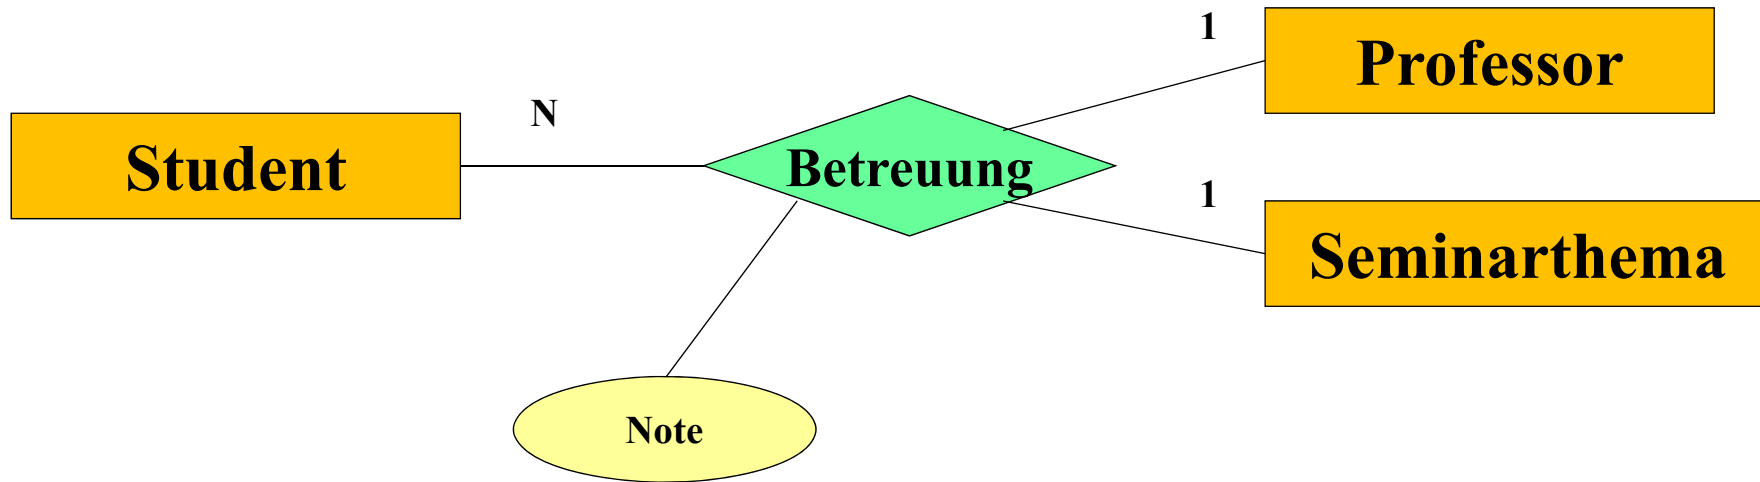 1
Professor
N
Student
Betreuung
1
Seminarthema
Note